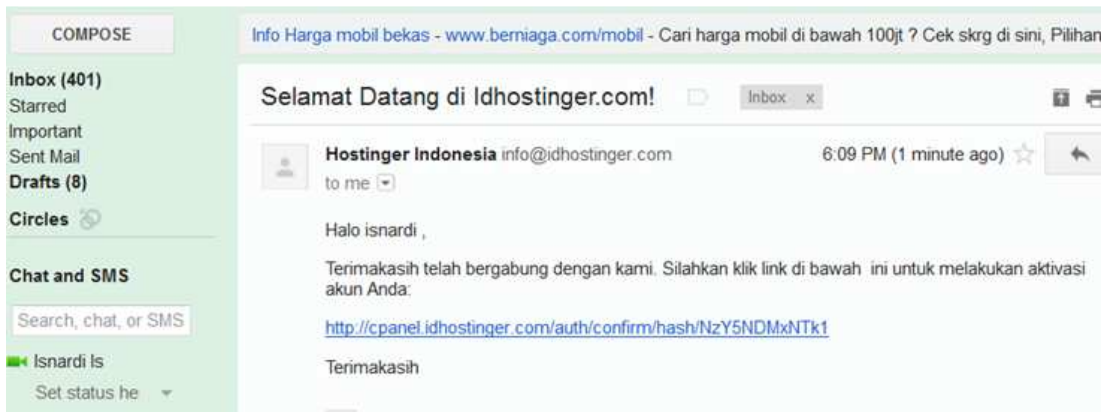 COMPOSE
Inbox (401)
Starred
Important
Sent Mail
Drafts (8)
Circles
Chat and SMS
Search, chat, or SMS
Isnardi Is
Set status he
Info Harga mobil bekas - www.berniaga.com/mobil - Cari harga mobil di bawah 100jt ? Cek skrg di sini, Pilihan
Selamat Datang di Idhostinger.com!
Inbox x
Hostinger Indonesia info@idhostinger.com 6:09 PM (1 minute ago)
to me
Halo isnardi ,
Terimakasih telah bergabung dengan kami. Silahkan klik link di bawah ini untuk melakukan aktivasi
akun Anda:
http://cpanel.idhostinger.com/auth/confirm/hash/NzY5NDMxNTk1
Terimakasih